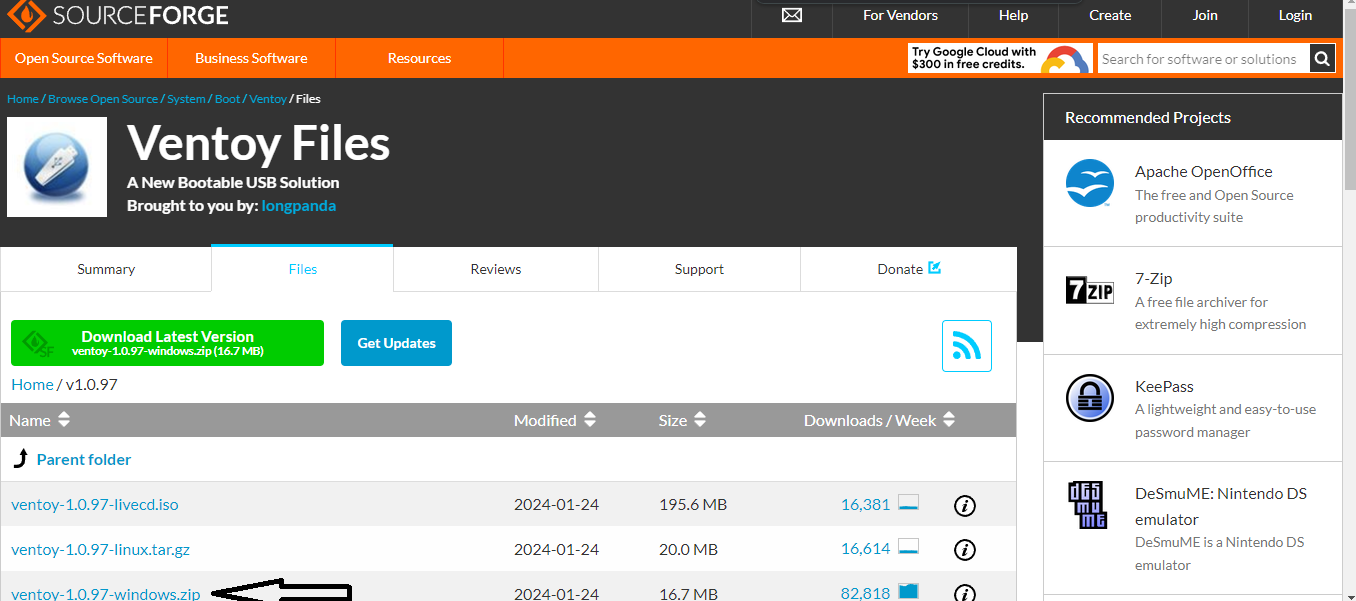 SOURCEFORGE
For Vendors
Help
Create
Join
Login
Open Source Software
Business Software
Resources
Try Google Cloud with
$300 in free credits.
Search for software or solutions
Home / Browse Open Source / System / Boot / Ventoy / Files
Ventoy Files
A New Bootable USB Solution
Brought to you by: longpanda
Summary
Files
Reviews
Support
Donate
SF
Download Latest Version
ventoy-1.0.97-windows.zip (16.7 MB)
Get Updates
Home / v1.0.97
Name Modified Size Downloads / Week
Parent folder
ventoy-1.0.97-livecd.iso 2024-01-24 195.6 MB 16,381 i
ventoy-1.0.97-linux.tar.gz 2024-01-24 20.0 MB 16,614 i
ventoy-1.0.97-windows.zip 2024-01-24 16.7 MB 82,818 i
Recommended Projects
Apache OpenOffice
The free and Open Source
productivity suite
7ZIP
7-Zip
A free file archiver for
extremely high compression
KeePass
A lightweight and easy-to-use
password manager
DeSmuME
DeSmuME: Nintendo DS
emulator
DeSmuME is a Nintendo DS
emulator